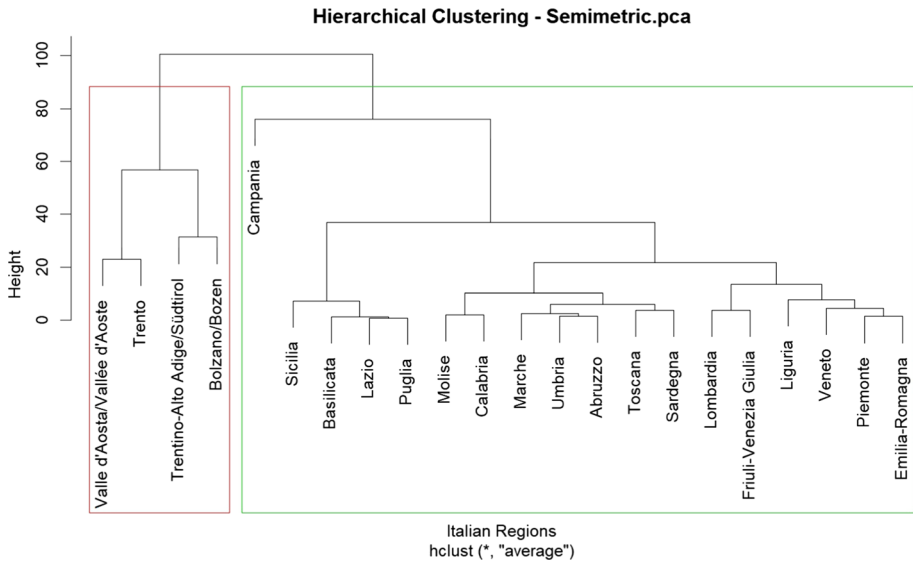 Hierarchical Clustering - Semimetric.pca
Height
100
80
60
40
20
0
Valle d'Aosta/Vallée d'Aoste
Trento
Trentino-Alto Adige/Südtirol
Bolzano/Bozen
Campania
Sicilia
Basilicata
Lazio
Puglia
Molise
Calabria
Marche
Umbria
Abruzzo
Toscana
Sardegna
Lombardia
Friuli-Venezia Giulia
Liguria
Veneto
Piemonte
Emilia-Romagna
Italian Regions
hclust (*, "average")